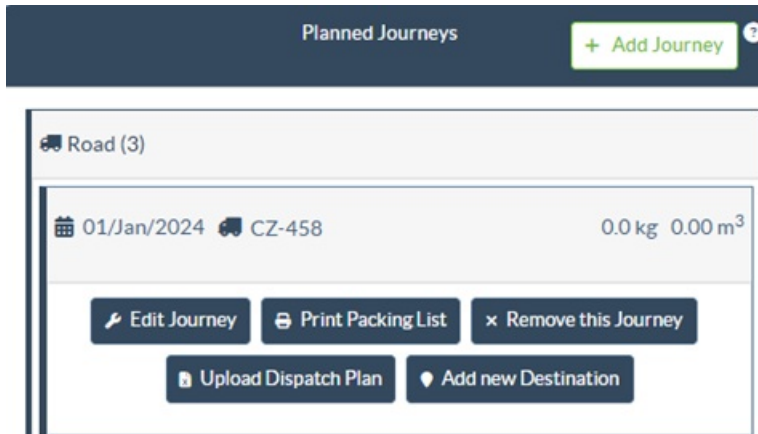 Planned Journeys
+ Add Journey
?
Road (3)
01/Jan/2024 CZ-458 0.0 kg 0.00 m³
Edit Journey Print Packing List × Remove this Journey
Upload Dispatch Plan Add new Destination